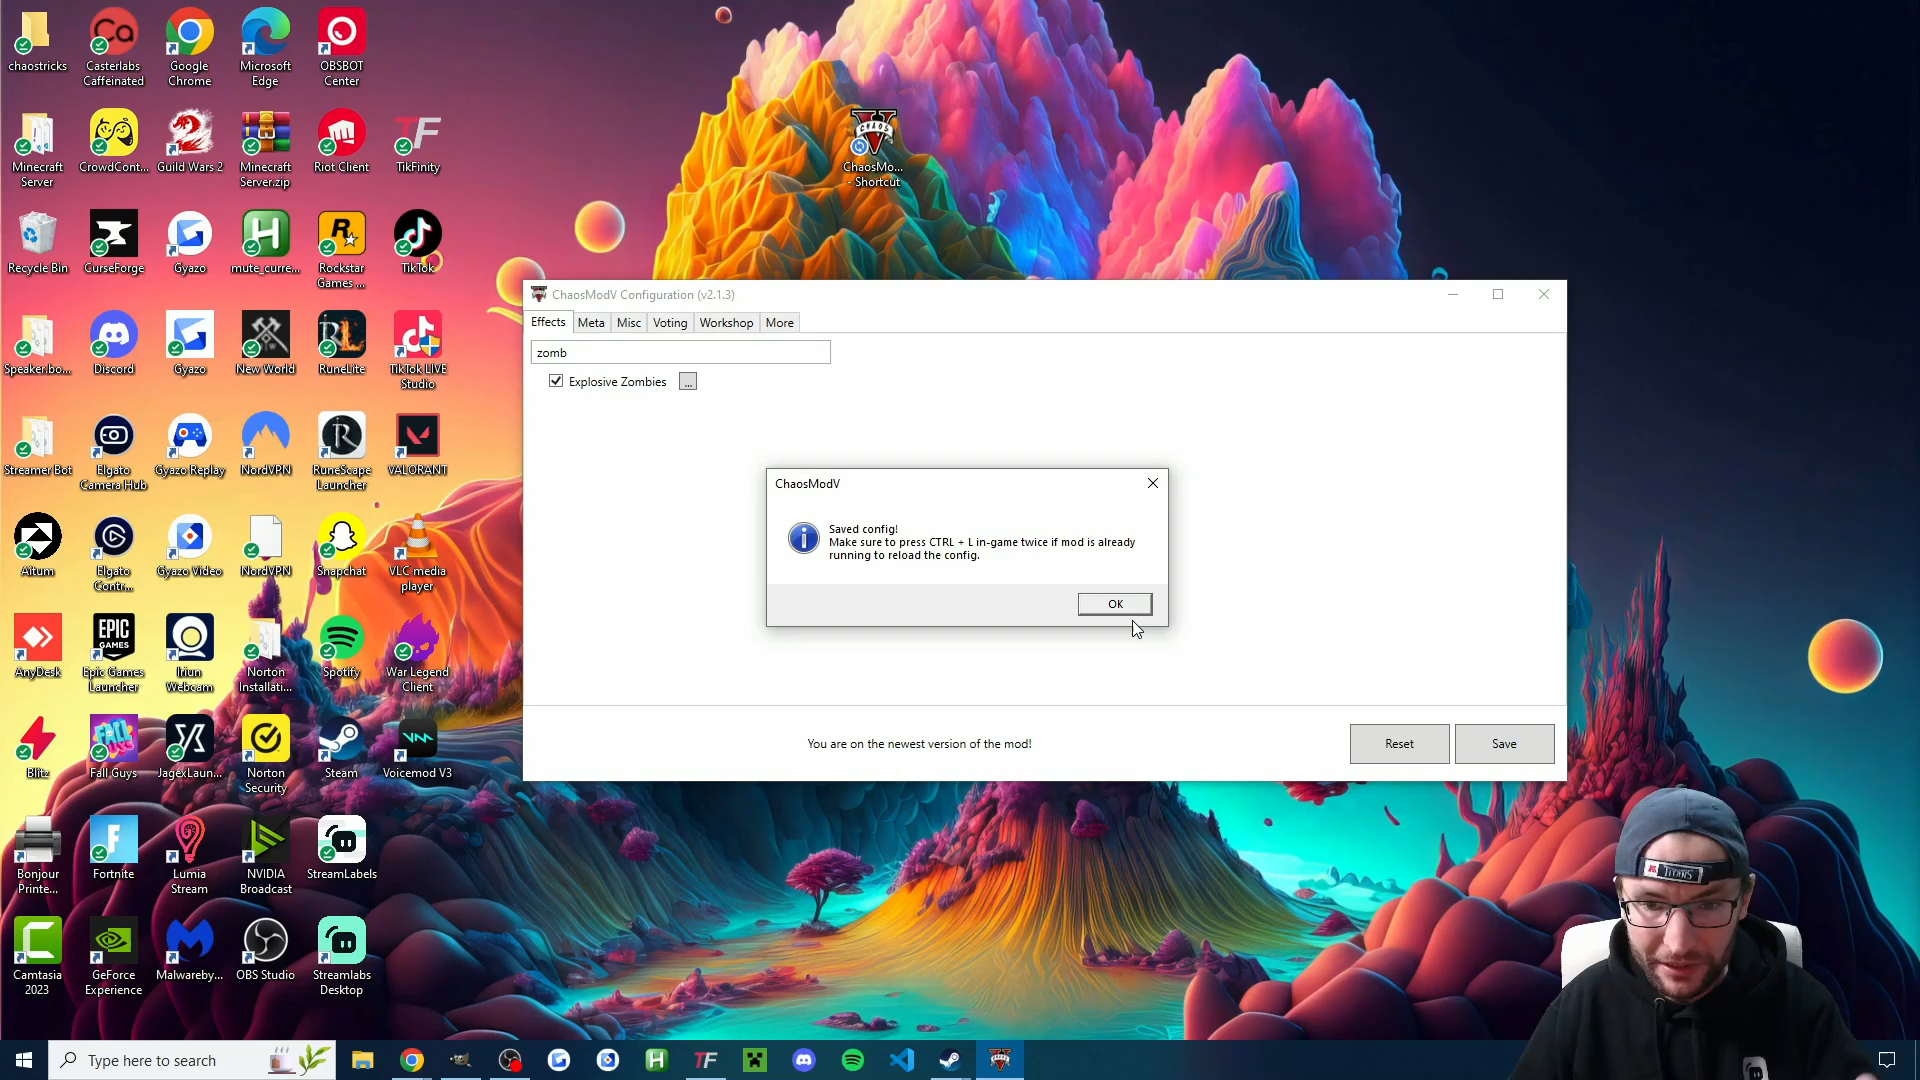 chaostricks
Casterlabs
Caffeinated
Google
Chrome
Microsoft
Edge
OBSBOT
Center
Minecraft
Server
CrowdCont...
Guild Wars 2
Minecraft
Server.zip
Riot Client
TikFinity
CHAOS
ChaosMo...
- Shortcut
Recycle Bin
CurseForge
Gyazo
mute_curre...
Rockstar
Games ...
TikTok
Speaker.bo...
Discord
Gyazo
New World
RuneLite
TikTok LIVE
Studio
Streamer Bot
Elgato
Camera Hub
Gyazo Replay
NordVPN
RuneScape
Launcher
VALORANT
Aitum
Elgato
Contr...
Gyazo Video
NordVPN
Snapchat
VLC media
player
AnyDesk
EPIC
GAMES
Epic Games
Launcher
Iriun
Webcam
Norton
Installati...
Spotify
War Legend
Client
Blitz
Fall Guys
JagexLaun...
Norton
Security
Steam
Voicemod V3
Bonjour
Printe...
Fortnite
Lumia
Stream
NVIDIA
Broadcast
StreamLabels
Camtasia
2023
GeForce
Experience
Malwareby...
OBS Studio
Streamlabs
Desktop
ChaosModV Configuration (v2.1.3)
Effects Meta Misc Voting Workshop More
zomb
Explosive Zombies ...
ChaosModV
Saved config!
Make sure to press CTRL + L in-game twice if mod is already
running to reload the config.
OK
You are on the newest version of the mod!
Reset
Save
TITANS
Type here to search